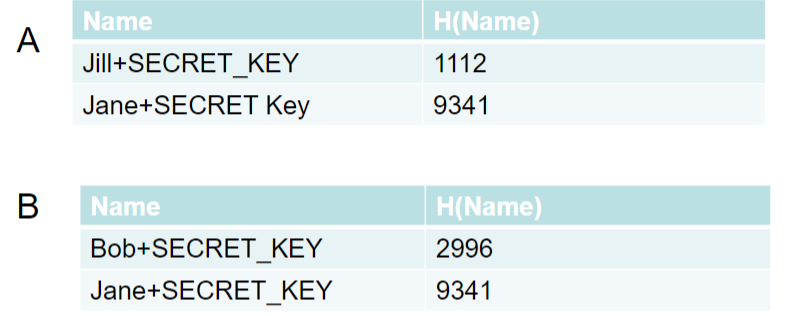 A
Name H(Name)
Jill+SECRET_KEY 1112
Jane+SECRET Key 9341
B
Name H(Name)
Bob+SECRET_KEY 2996
Jane+SECRET_KEY 9341